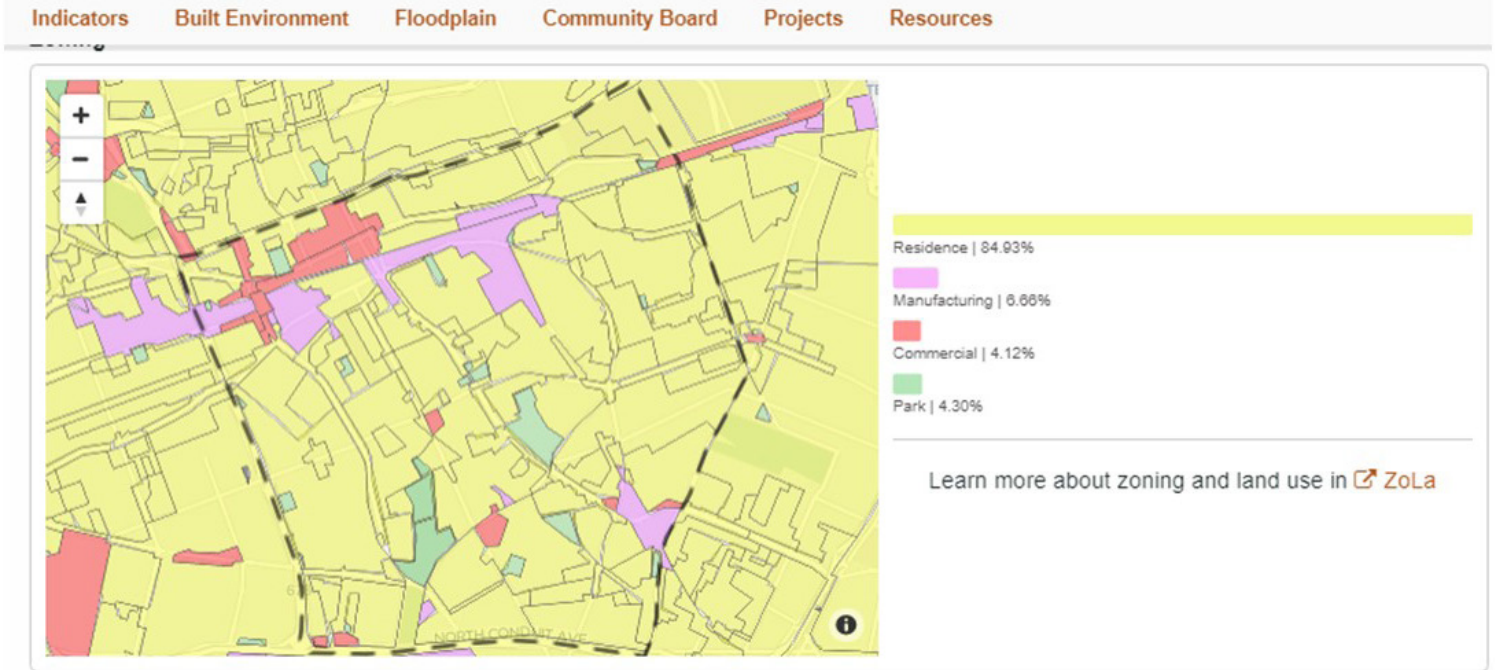 Indicators Built Environment Floodplain Community Board Projects Resources
+
−
Residence | 84.93%
Manufacturing | 6.66%
Commercial | 4.12%
Park | 4.30%
Learn more about zoning and land use in ZoLa
NORTH CONDUIT AVE